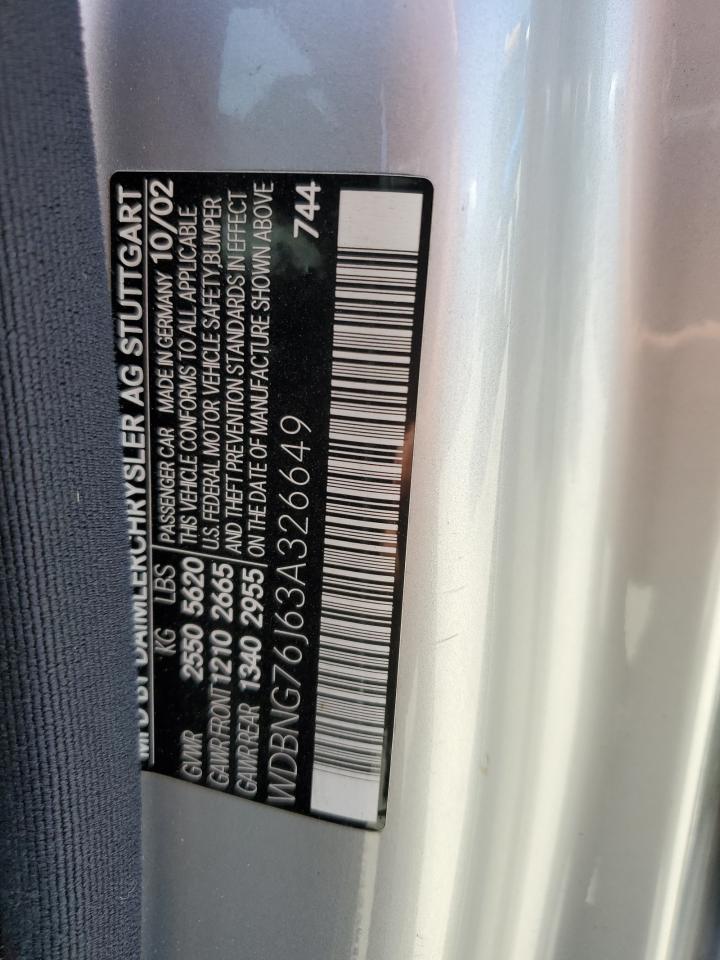 MFD BY DAIMLERCHRYSLER AG STUTTGART
KG LBS PASSENGER CAR MADE IN GERMANY 10/02
GVWR 2550 5620 THIS VEHICLE CONFORMS TO ALL APPLICABLE
U.S. FEDERAL MOTOR VEHICLE SAFETY BUMPER
GAWR FRONT 1210 2665 AND THEFT PREVENTION STANDARDS IN EFFECT
GAWR REAR 1340 2955 ON THE DATE OF MANUFACTURE SHOWN ABOVE
WDBNG76J63A326649 744